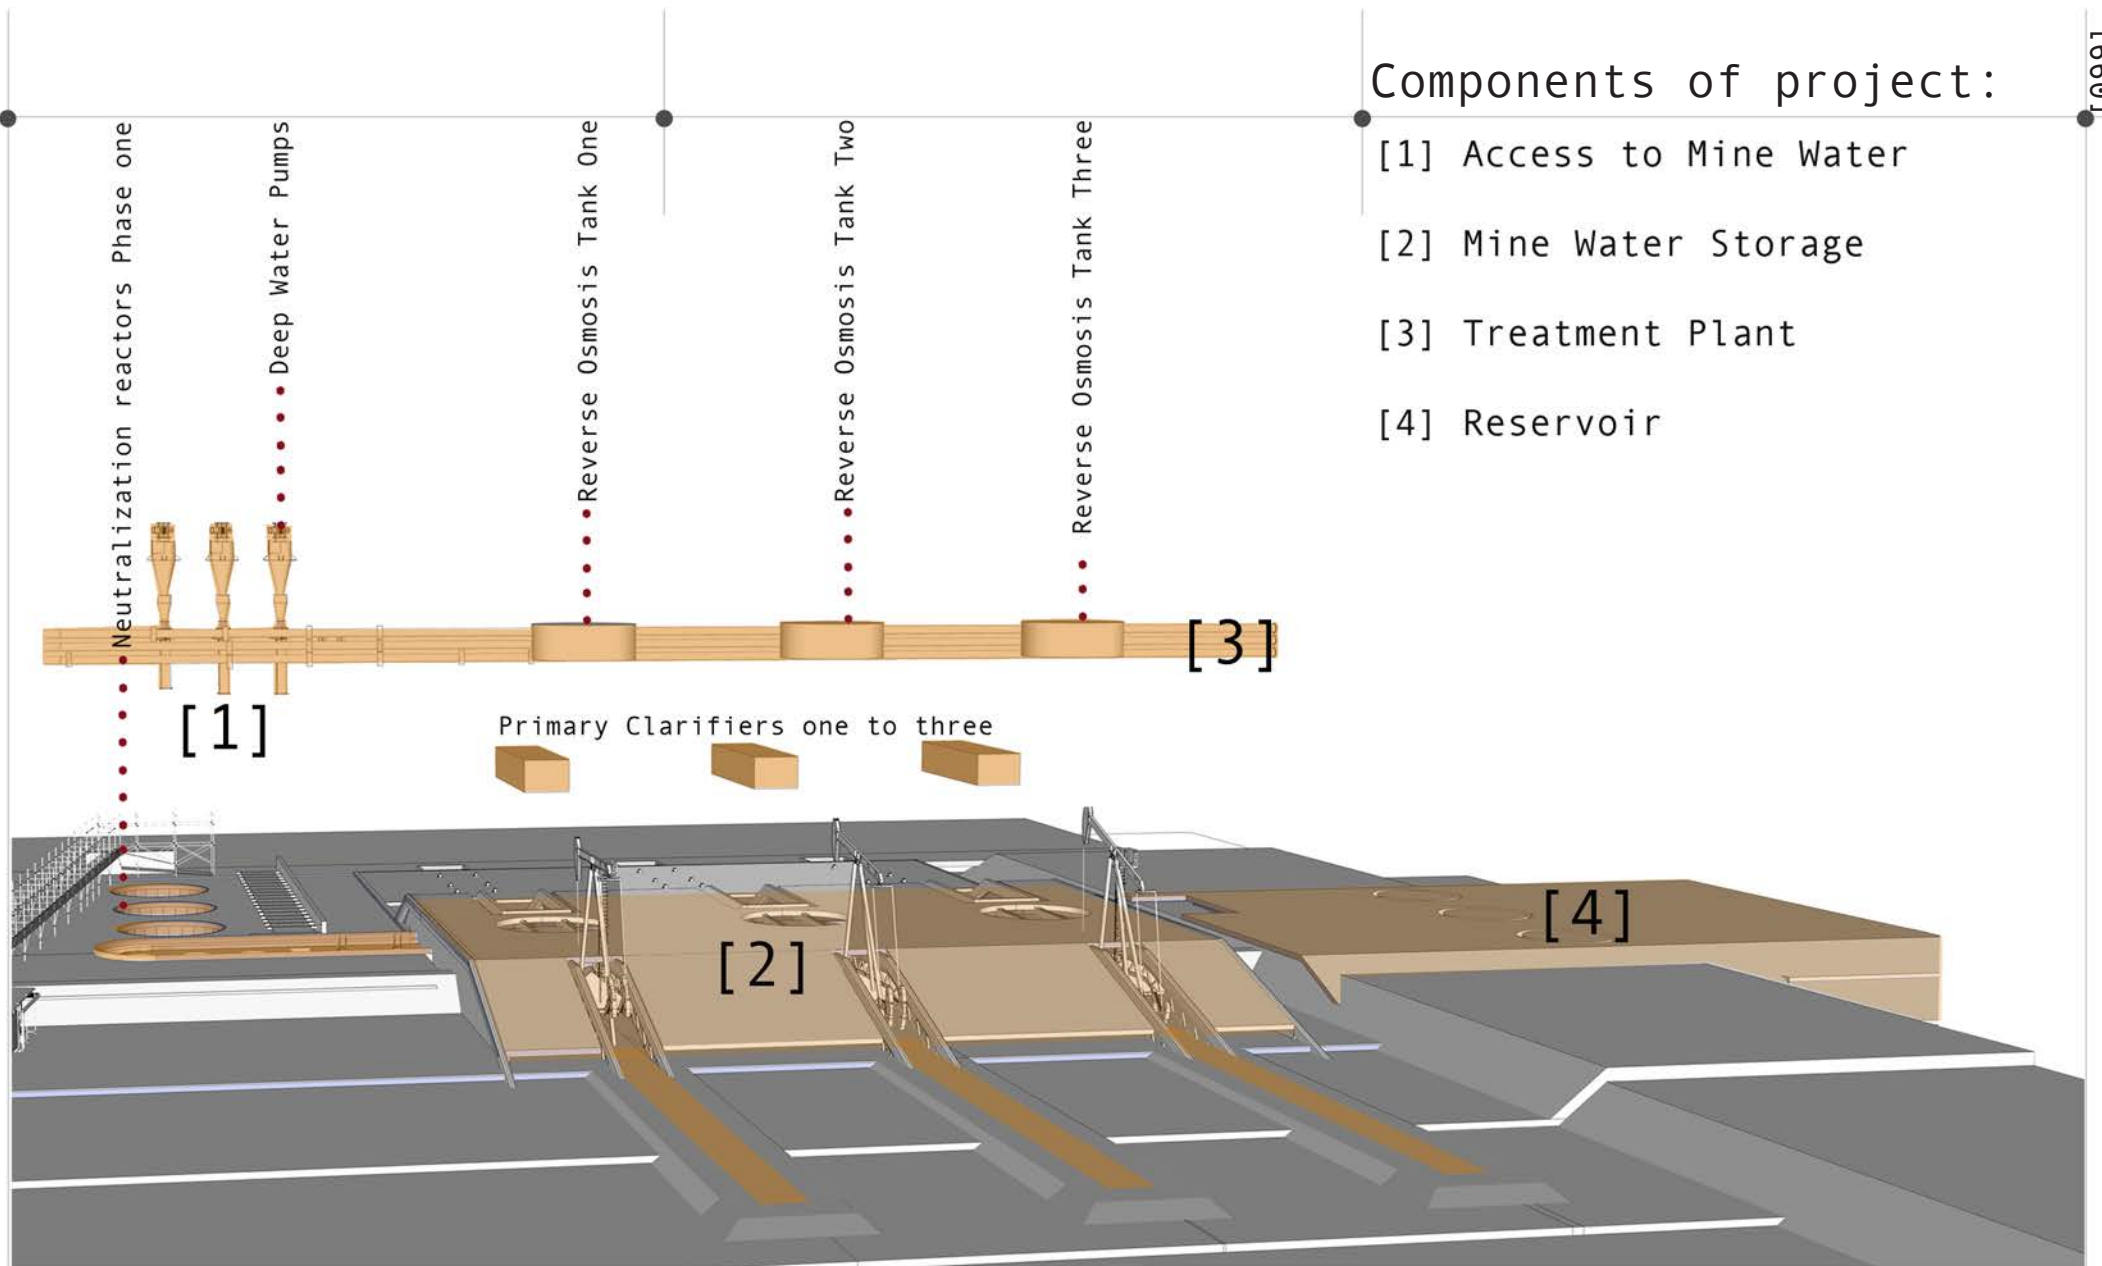 Components of project:
[099]
[1] Access to Mine Water
[2] Mine Water Storage
[3] Treatment Plant
[4] Reservoir
Neutralization reactors Phase one
Deep Water Pumps
Reverse Osmosis Tank One
Reverse Osmosis Tank Two
Reverse Osmosis Tank Three
[3]
[1]
Primary Clarifiers one to three
[4]
[2]